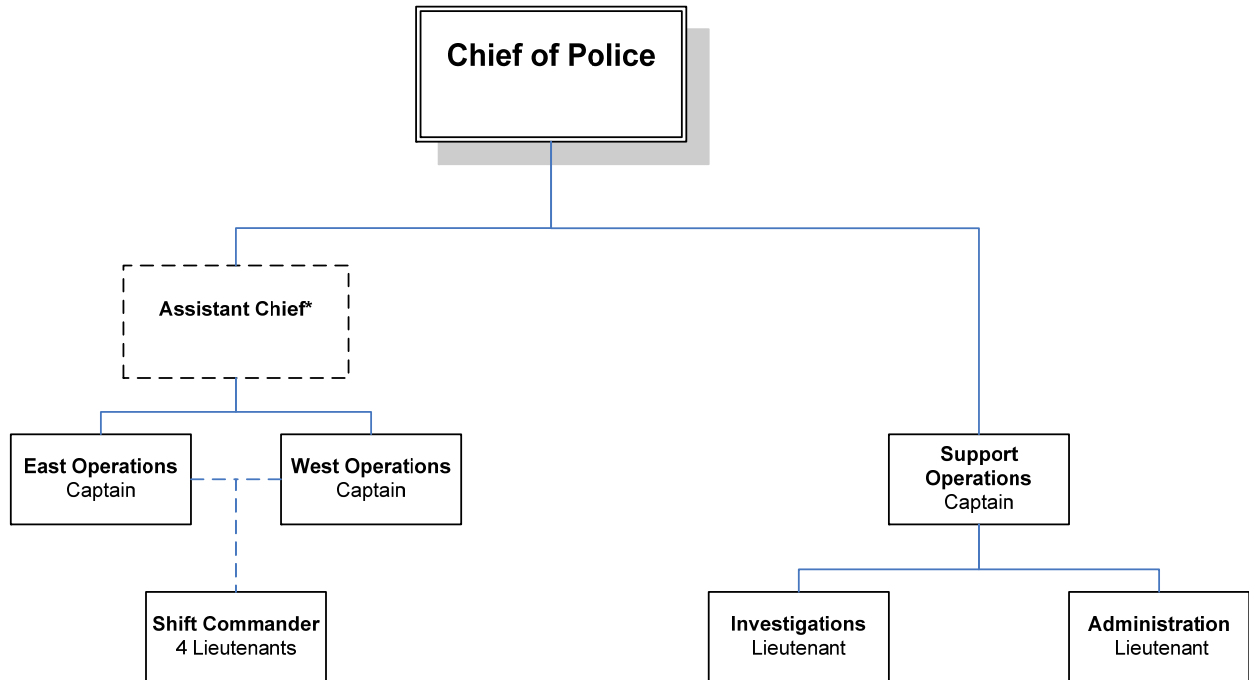 Chief of Police
Assistant Chief*
East Operations
Captain
West Operations
Captain
Support
Operations
Captain
Shift Commander
4 Lieutenants
Investigations
Lieutenant
Administration
Lieutenant